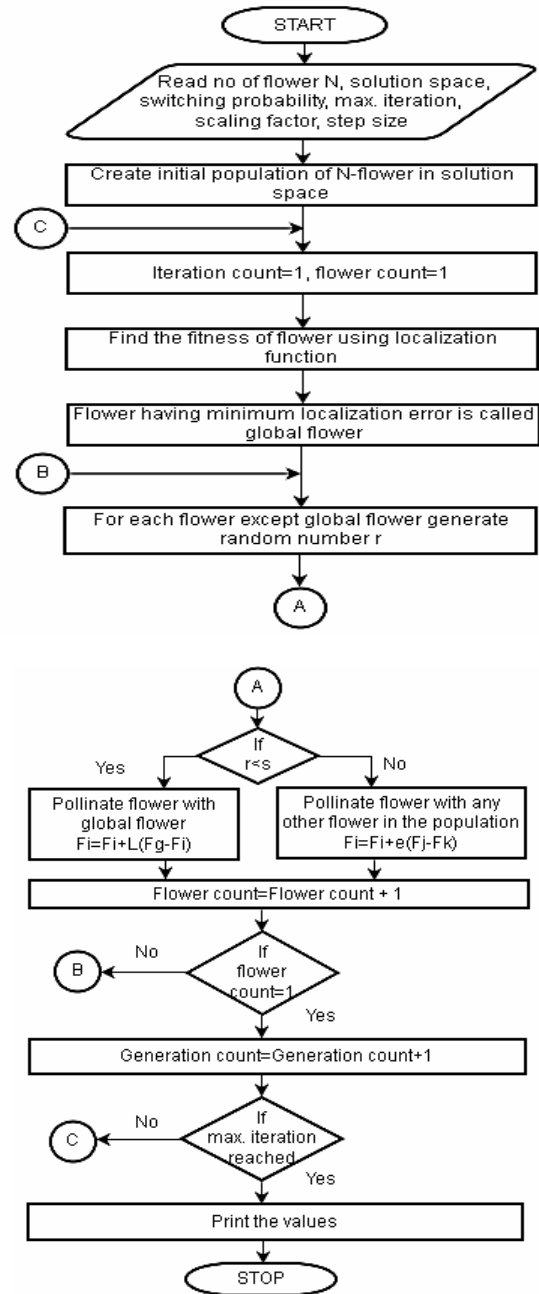 START
Read no of flower N, solution space,
switching probability, max. iteration,
scaling factor, step size
Create initial population of N-flower in solution
space
C
Iteration count=1, flower count=1
Find the fitness of flower using localization
function
Flower having minimum localization error is called
global flower
B
For each flower except global flower generate
random number r
A
A
If
r<s
Yes
No
Pollinate flower with
global flower
Fi=Fi+L(Fg-Fi)
Pollinate flower with any
other flower in the population
Fi=Fi+e(Fj-Fk)
Flower count=Flower count + 1
If
flower
count=1
No
B
Yes
Generation count=Generation count+1
If
max. iteration
reached
No
C
Yes
Print the values
STOP